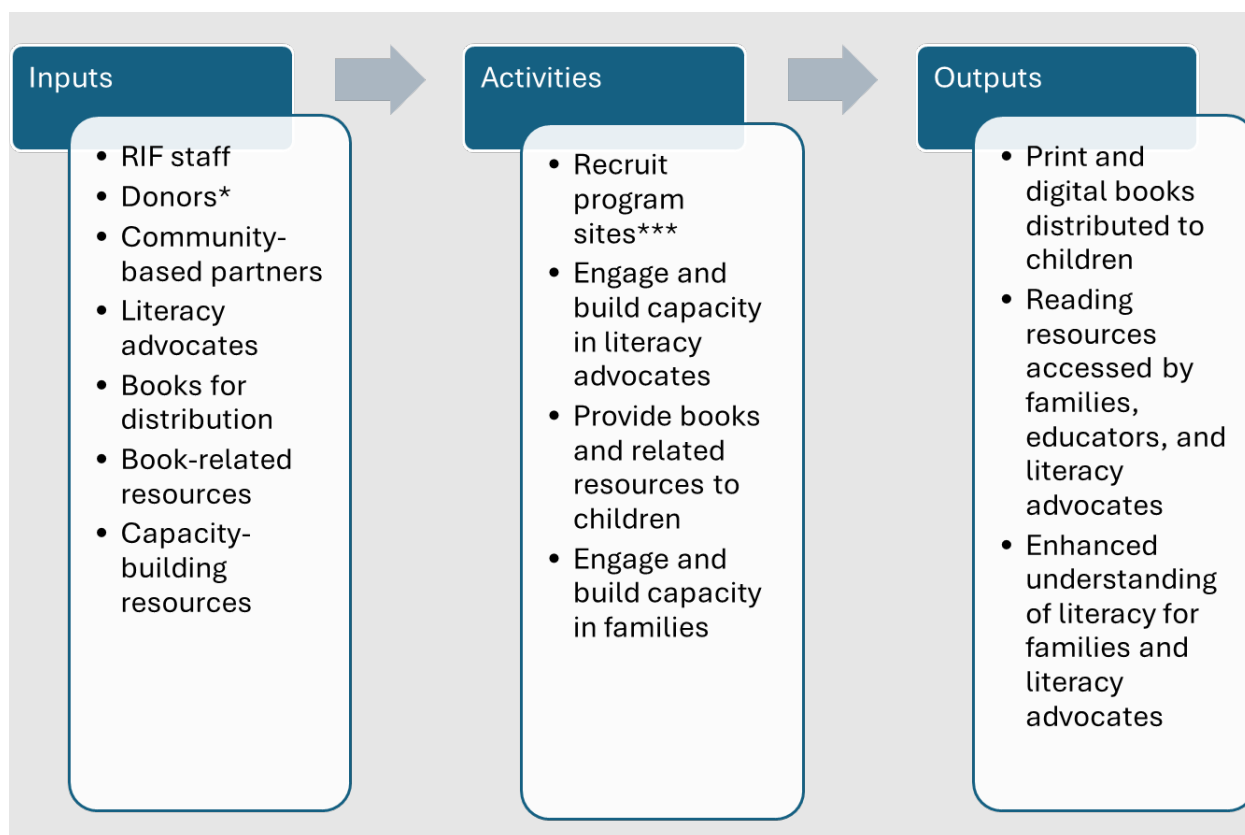 Inputs
• RIF staff
• Donors*
• Community-
based partners
• Literacy
advocates
• Books for
distribution
• Book-related
resources
• Capacity-
building
resources
Activities
• Recruit
program
sites***
• Engage and
build capacity
in literacy
advocates
• Provide books
and related
resources to
children
• Engage and
build capacity
in families
Outputs
• Print and
digital books
distributed to
children
• Reading
resources
accessed by
families,
educators, and
literacy
advocates
• Enhanced
understanding
of literacy for
families and
literacy
advocates